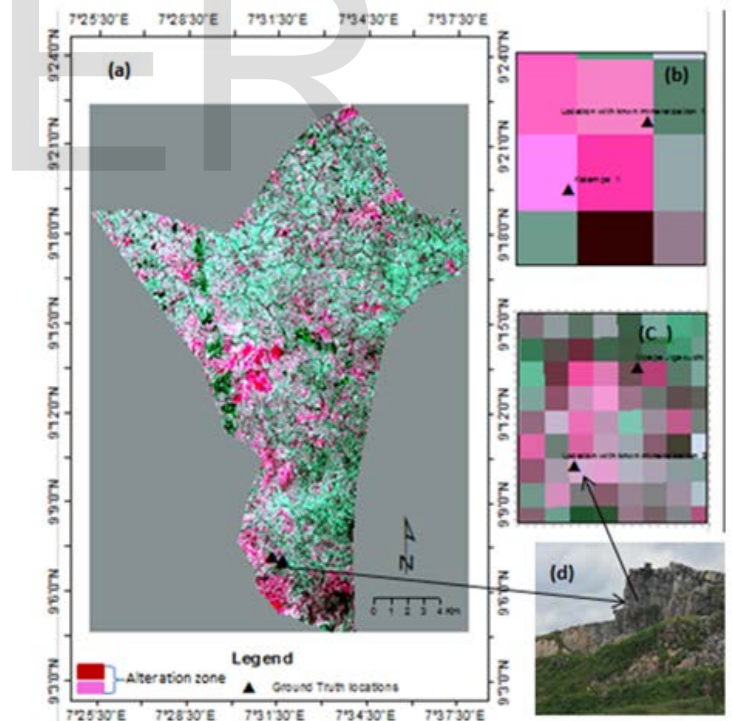 7°25'30"E 7°28'30"E 7°31'30"E 7°34'30"E 7°37'30"E
ER
(a)
9°24'0"N
9°21'0"N
9°18'0"N
9°15'0"N
9°12'0"N
9°9'0"N
9°6'0"N
9°3'0"N
N
0 1 2 4 Km
Legend
Alteration zone
Ground Truth locations
7°25'30"E 7°28'30"E 7°31'30"E 7°34'30"E 7°37'30"E
9°24'0"N
9°21'0"N
9°18'0"N
9°15'0"N
9°12'0"N
9°9'0"N
9°6'0"N
9°3'0"N
(b)
Location with known mineralization
(c )
Location with known mineralization 2
(d)